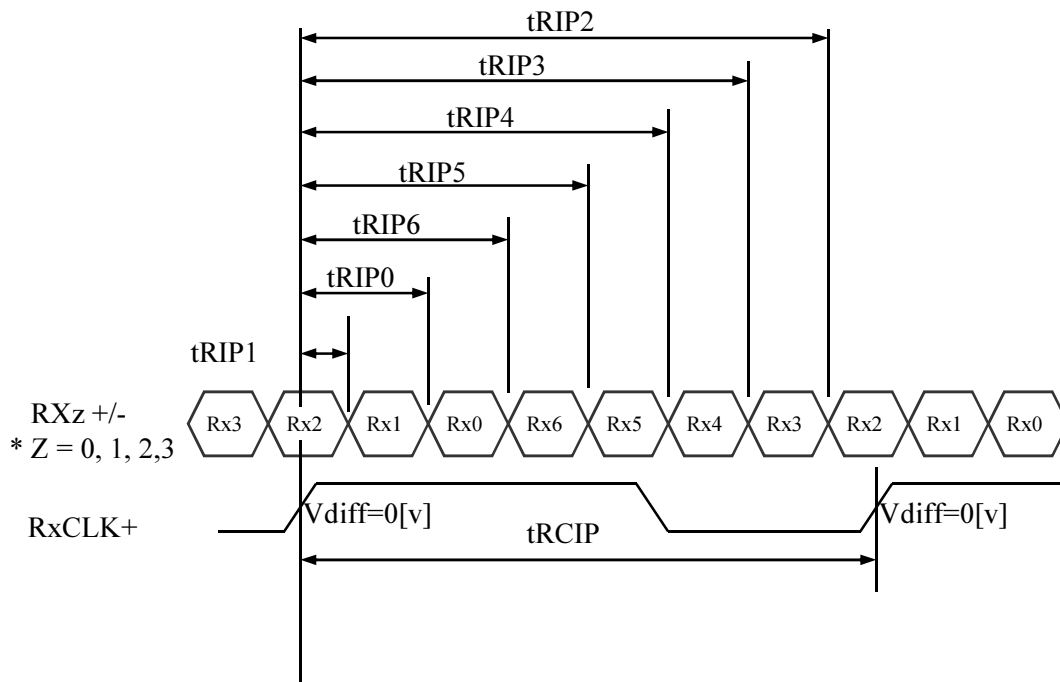 tRIP2
tRIP3
tRIP4
tRIP5
tRIP6
tRIP0
tRIP1
RXz +/-
* Z = 0, 1, 2,3
Rx3 Rx2 Rx1 Rx0 Rx6 Rx5 Rx4 Rx3 Rx2 Rx1 Rx0
RxCLK+
Vdiff=0[v] Vdiff=0[v]
tRCIP